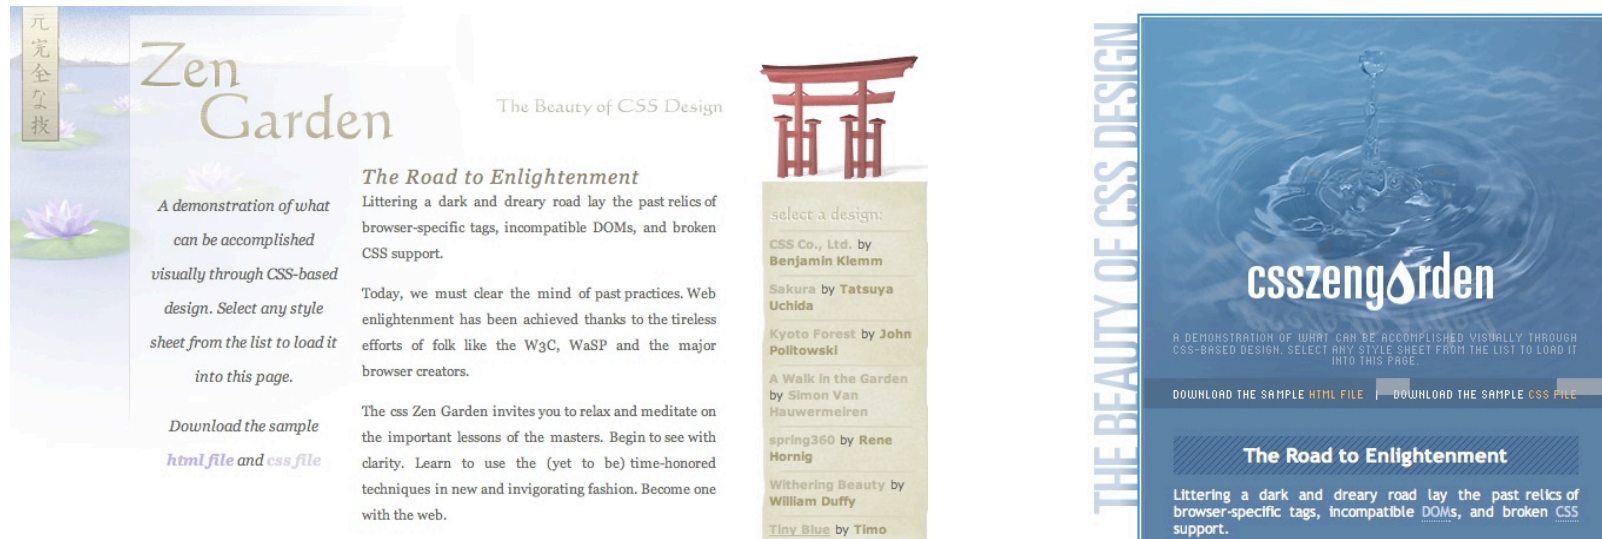 元
完
全
な
技
Zen
Garden
The Beauty of CSS Design
A demonstration of what
can be accomplished
visually through CSS-based
design. Select any style
sheet from the list to load it
into this page.
Download the sample
html file and css file
The Road to Enlightenment
Littering a dark and dreary road lay the past relics of
browser-specific tags, incompatible DOMs, and broken
CSS support.
Today, we must clear the mind of past practices. Web
enlightenment has been achieved thanks to the tireless
efforts of folk like the W3C, WaSP and the major
browser creators.
The css Zen Garden invites you to relax and meditate on
the important lessons of the masters. Begin to see with
clarity. Learn to use the (yet to be) time-honored
techniques in new and invigorating fashion. Become one
with the web.
select a design:
CSS Co., Ltd. by
Benjamin Klemm
Sakura by Tatsuya
Uchida
Kyoto Forest by John
Politowski
A Walk in the Garden
by Simon Van
Hauwermeiren
spring360 by Rene
Hornig
Withering Beauty by
William Duffy
Tiny Blue by Timo
THE BEAUTY OF CSS DESIGN
csszengarden
A DEMONSTRATION OF WHAT CAN BE ACCOMPLISHED VISUALLY THROUGH
CSS-BASED DESIGN. SELECT ANY STYLE SHEET FROM THE LIST TO LOAD IT
INTO THIS PAGE.
DOWNLOAD THE SAMPLE HTML FILE | DOWNLOAD THE SAMPLE CSS FILE
The Road to Enlightenment
Littering a dark and dreary road lay the past relics of
browser-specific tags, incompatible DOMs, and broken CSS
support.